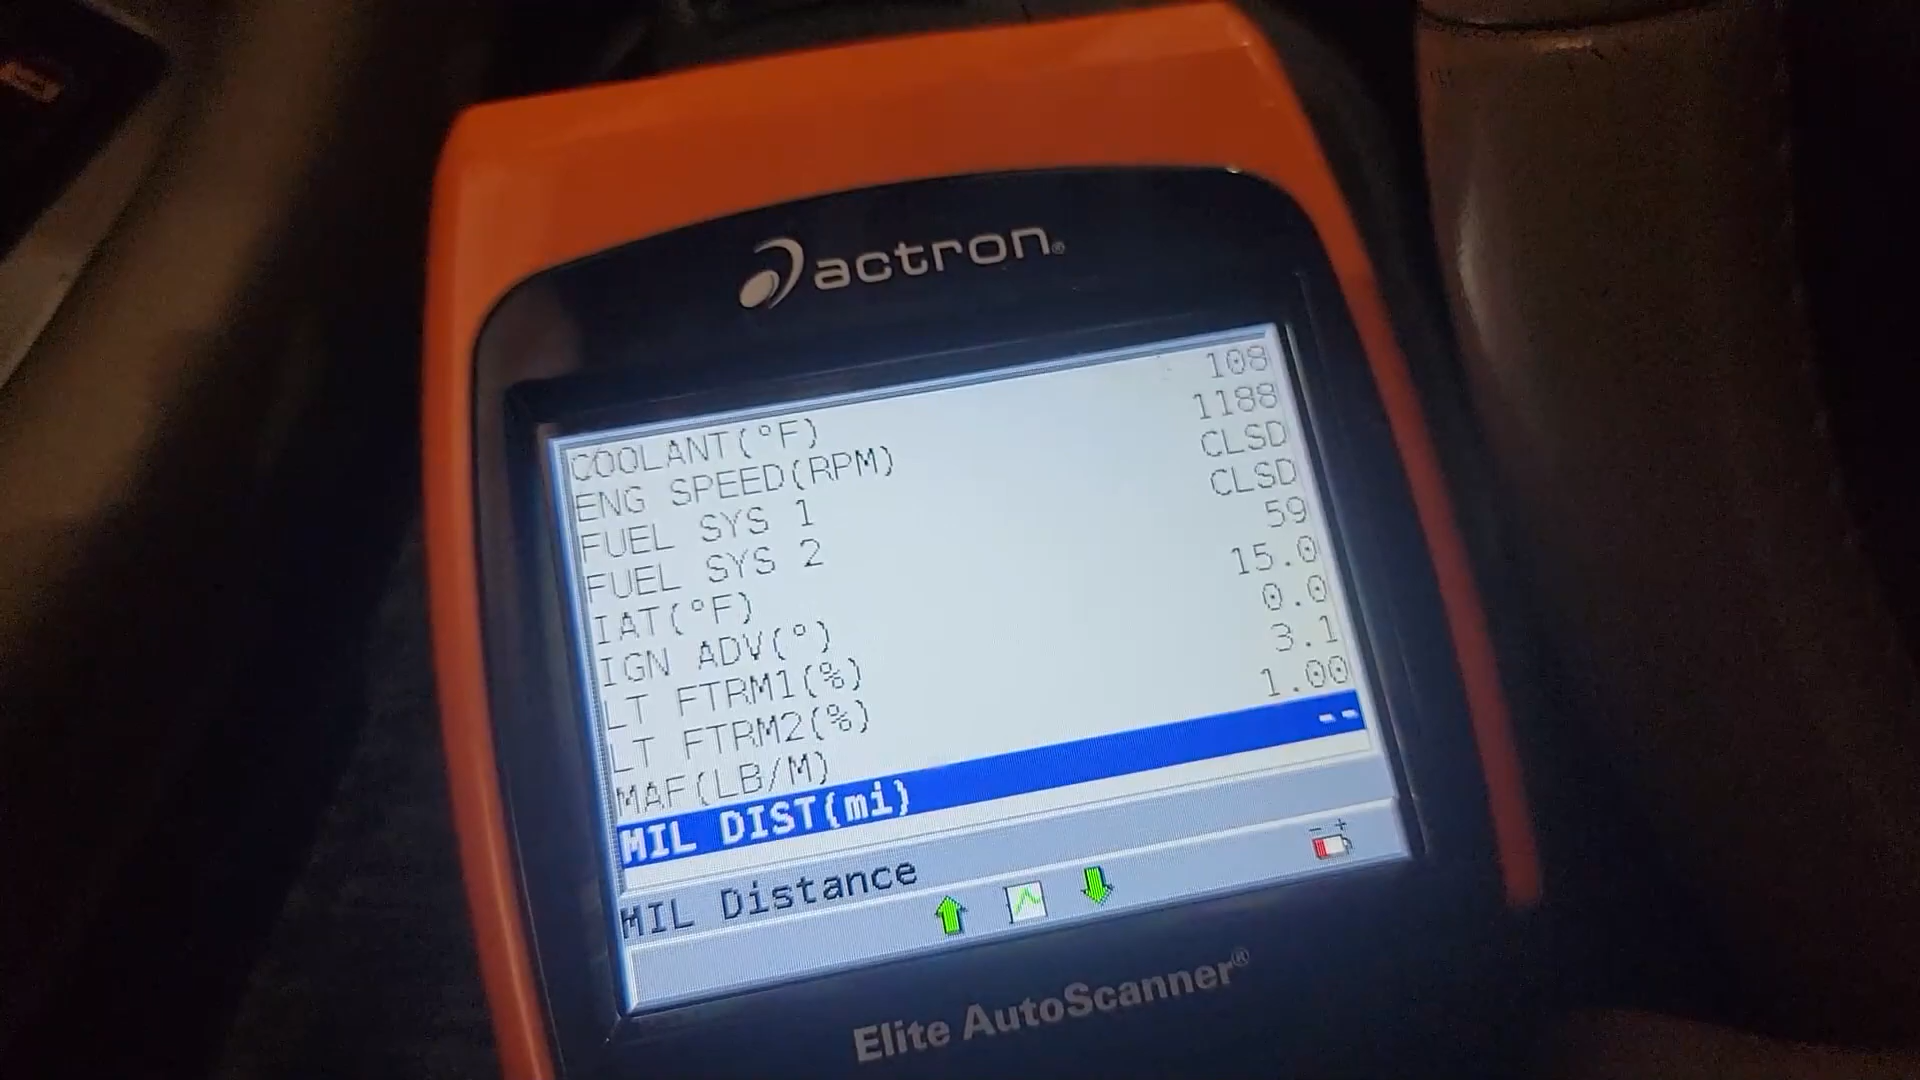 actron®
COOLANT(°F) 108
ENG SPEED(RPM) 1188
FUEL SYS 1 CLSD
FUEL SYS 2 CLSD
IAT(°F) 59
IGN ADV(°) 15.0
LT FTRM1(%) 0.0
LT FTRM2(%) 3.1
MAF(LB/M) 1.00
MIL DIST(mi) --
MIL Distance
- +
Elite AutoScanner®